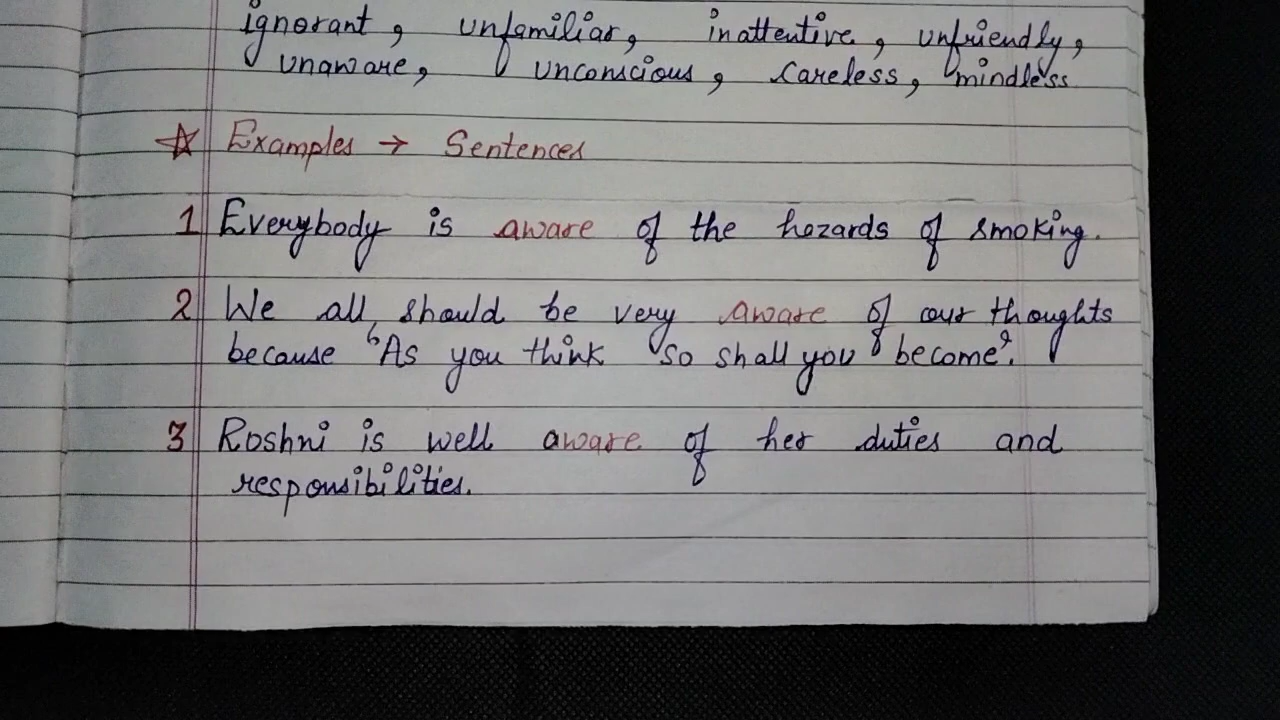 ignorant, unfamiliar, inattentive, unfriendly,
unaware, unconscious, careless, mindless
☆ Examples → Sentences
1 Everybody is aware of the hazards of smoking.
2 We all should be very aware of our thoughts
because ‘As you think so shall you become’.
3 Roshni is well aware of her duties and
responsibilities.